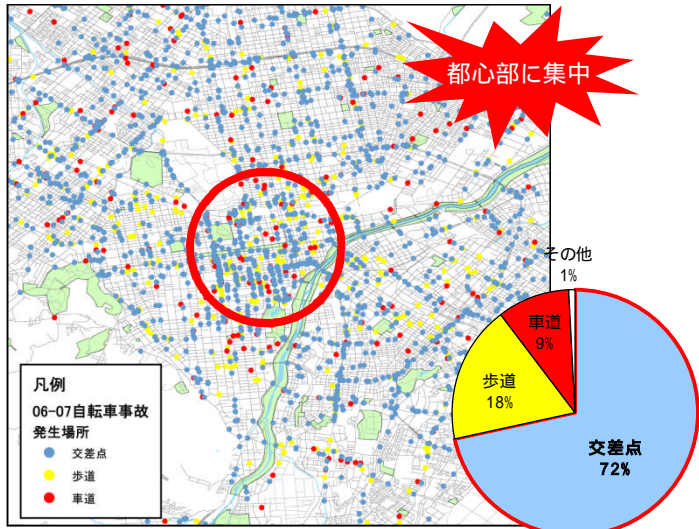 都心部に集中
その他
1%
車道
9%
歩道
18%
交差点
72%
凡例
06-07自転車事故
発生場所
交差点
歩道
車道